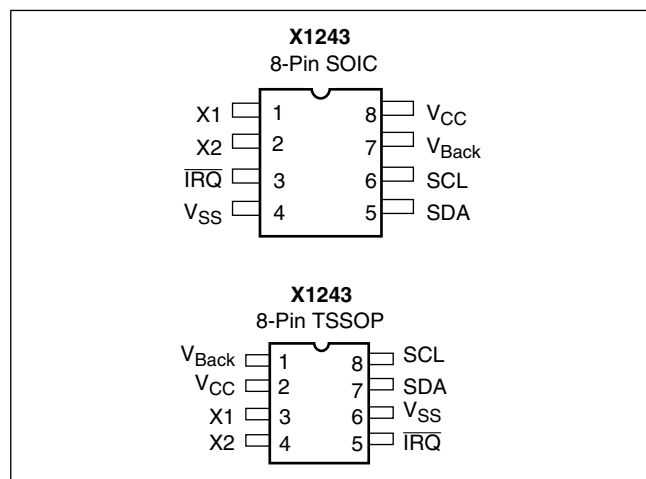 X1243
8-Pin SOIC
X1 1 8 VCC
X2 2 7 VBack
IRQ 3 6 SCL
VSS 4 5 SDA
X1243
8-Pin TSSOP
VBack 1 8 SCL
VCC 2 7 SDA
X1 3 6 VSS
X2 4 5 IRQ